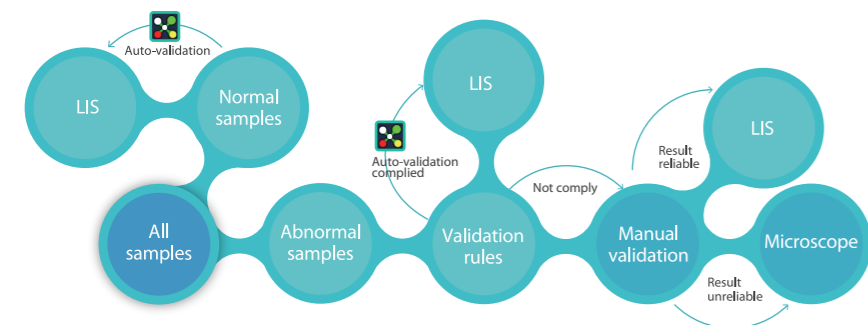 Auto-validation
LIS
Normal
samples
LIS
Auto-validation
complied
LIS
Result
reliable
Not comply
All
samples
Abnormal
samples
Validation
rules
Manual
validation
Microscope
Result
unreliable